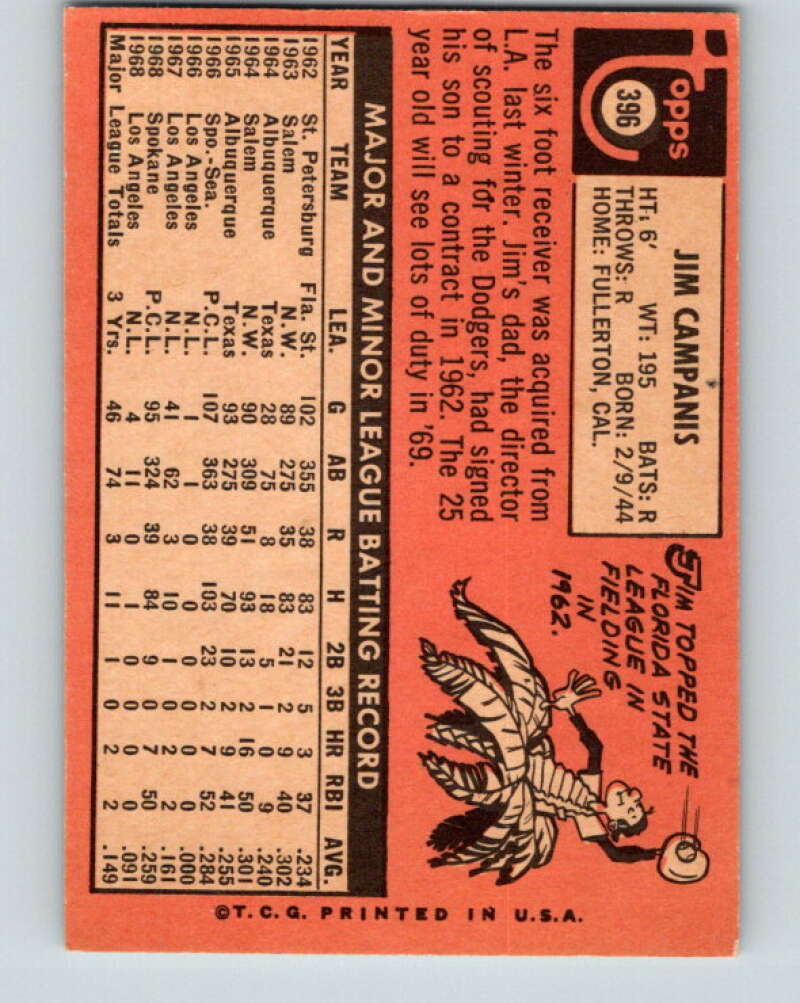 Topps
396
JIM CAMPANIS
HT: 6' WT: 195 BATS: R
THROWS: R BORN: 2/9/44
HOME: FULLERTON, CAL.
The six foot receiver was acquired from
L.A. last winter. Jim's dad, the director
of scouting for the Dodgers, had signed
his son to a contract in 1962. The 25
year old will see lots of duty in '69.
JIM TOPPED THE
FLORIDA STATE
LEAGUE IN
FIELDING
IN
1962.
MAJOR AND MINOR LEAGUE BATTING RECORD
YEAR TEAM LEA. G AB R H 2B 3B HR RBI AVG.
1962 St. Petersburg Fla. St. 102 355 38 83 12 5 3 37 .234
1963 Salem N.W. 89 275 35 83 21 2 9 40 .302
1964 Albuquerque Texas 28 75 8 18 5 1 0 9 .240
1964 Salem N.W. 90 309 51 93 13 2 16 50 .301
1965 Albuquerque Texas 93 275 39 70 10 2 9 41 .255
1966 Spo.-Sea. P.C.L. 107 363 38 103 23 2 7 52 .284
1966 Los Angeles N.L. 1 1 0 0 0 0 0 0 .000
1967 Los Angeles N.L. 41 62 3 10 1 0 2 2 .161
1968 Spokane P.C.L. 95 324 39 84 9 0 7 50 .259
1968 Los Angeles N.L. 4 11 0 1 0 0 0 0 .091
Major League Totals 3 Yrs. 46 74 3 11 1 0 2 2 .149
©T.C.G. PRINTED IN U.S.A.